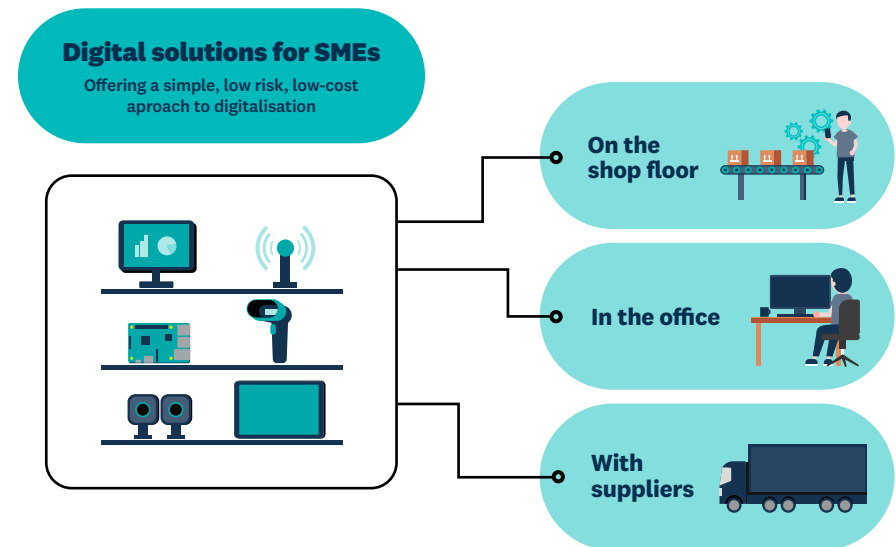 Digital solutions for SMEs
Offering a simple, low risk, low-cost
aproach to digitalisation
On the
shop floor
In the office
With
suppliers